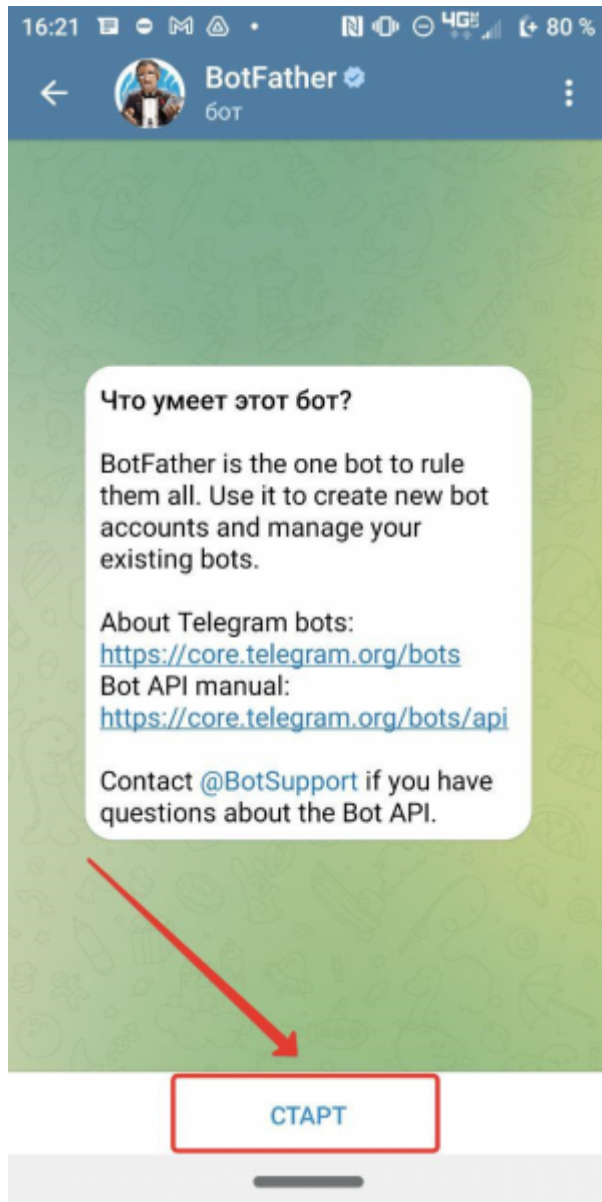 16:21
4G
80 %
BotFather
бот
Что умеет этот бот?
BotFather is the one bot to rule
them all. Use it to create new bot
accounts and manage your
existing bots.
About Telegram bots:
https://core.telegram.org/bots
Bot API manual:
https://core.telegram.org/bots/api
Contact @BotSupport if you have
questions about the Bot API.
СТАРТ